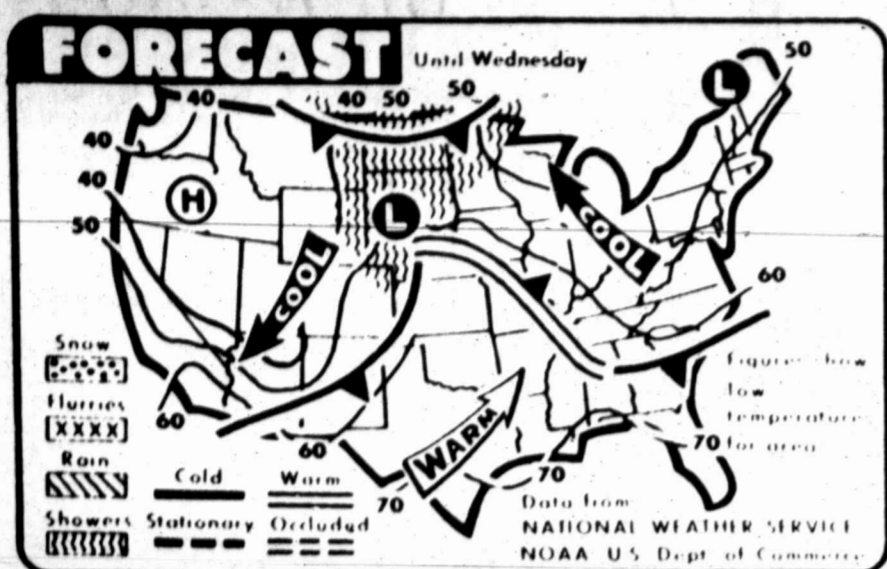 FORECAST Until Wednesday
40 40 50 50 50
L
40
40
H
50
L
COOL
COOL
60
Snow
Flurries
Rain
Showers
60
60
Cold
Stationary
Warm
Occluded
WARM
70
70
70
Figures show
low
temperature
for area
Data from
NATIONAL WEATHER SERVICE
NOAA U S Dept of Commerce